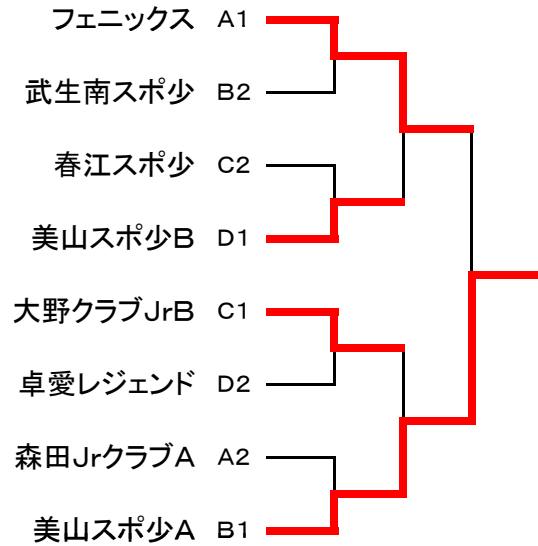 フェニックス A1
武生南スポ少 B2
春江スポ少 C2
美山スポ少B D1
大野クラブJrB C1
卓愛レジェンド D2
森田JrクラブA A2
美山スポ少A B1